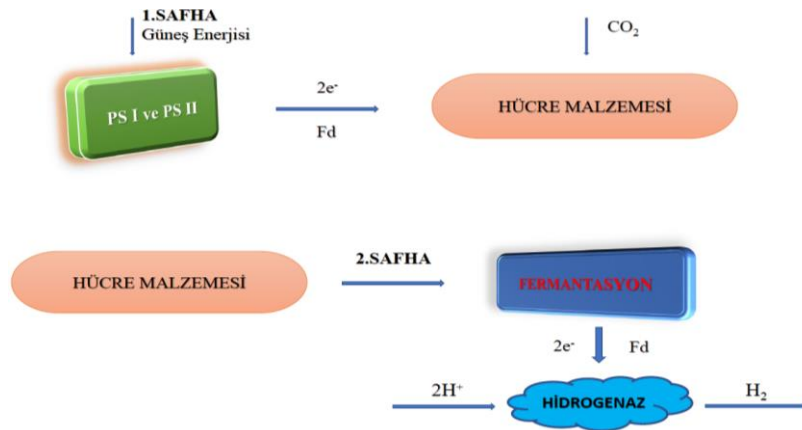 1.SAFHA
Güneş Enerjisi
CO₂
PS I ve PS II
2e⁻
Fd
HÜCRE MALZEMESİ
HÜCRE MALZEMESİ
2.SAFHA
FERMANTASYON
2e⁻ Fd
2H⁺
HİDROGENAZ
H₂